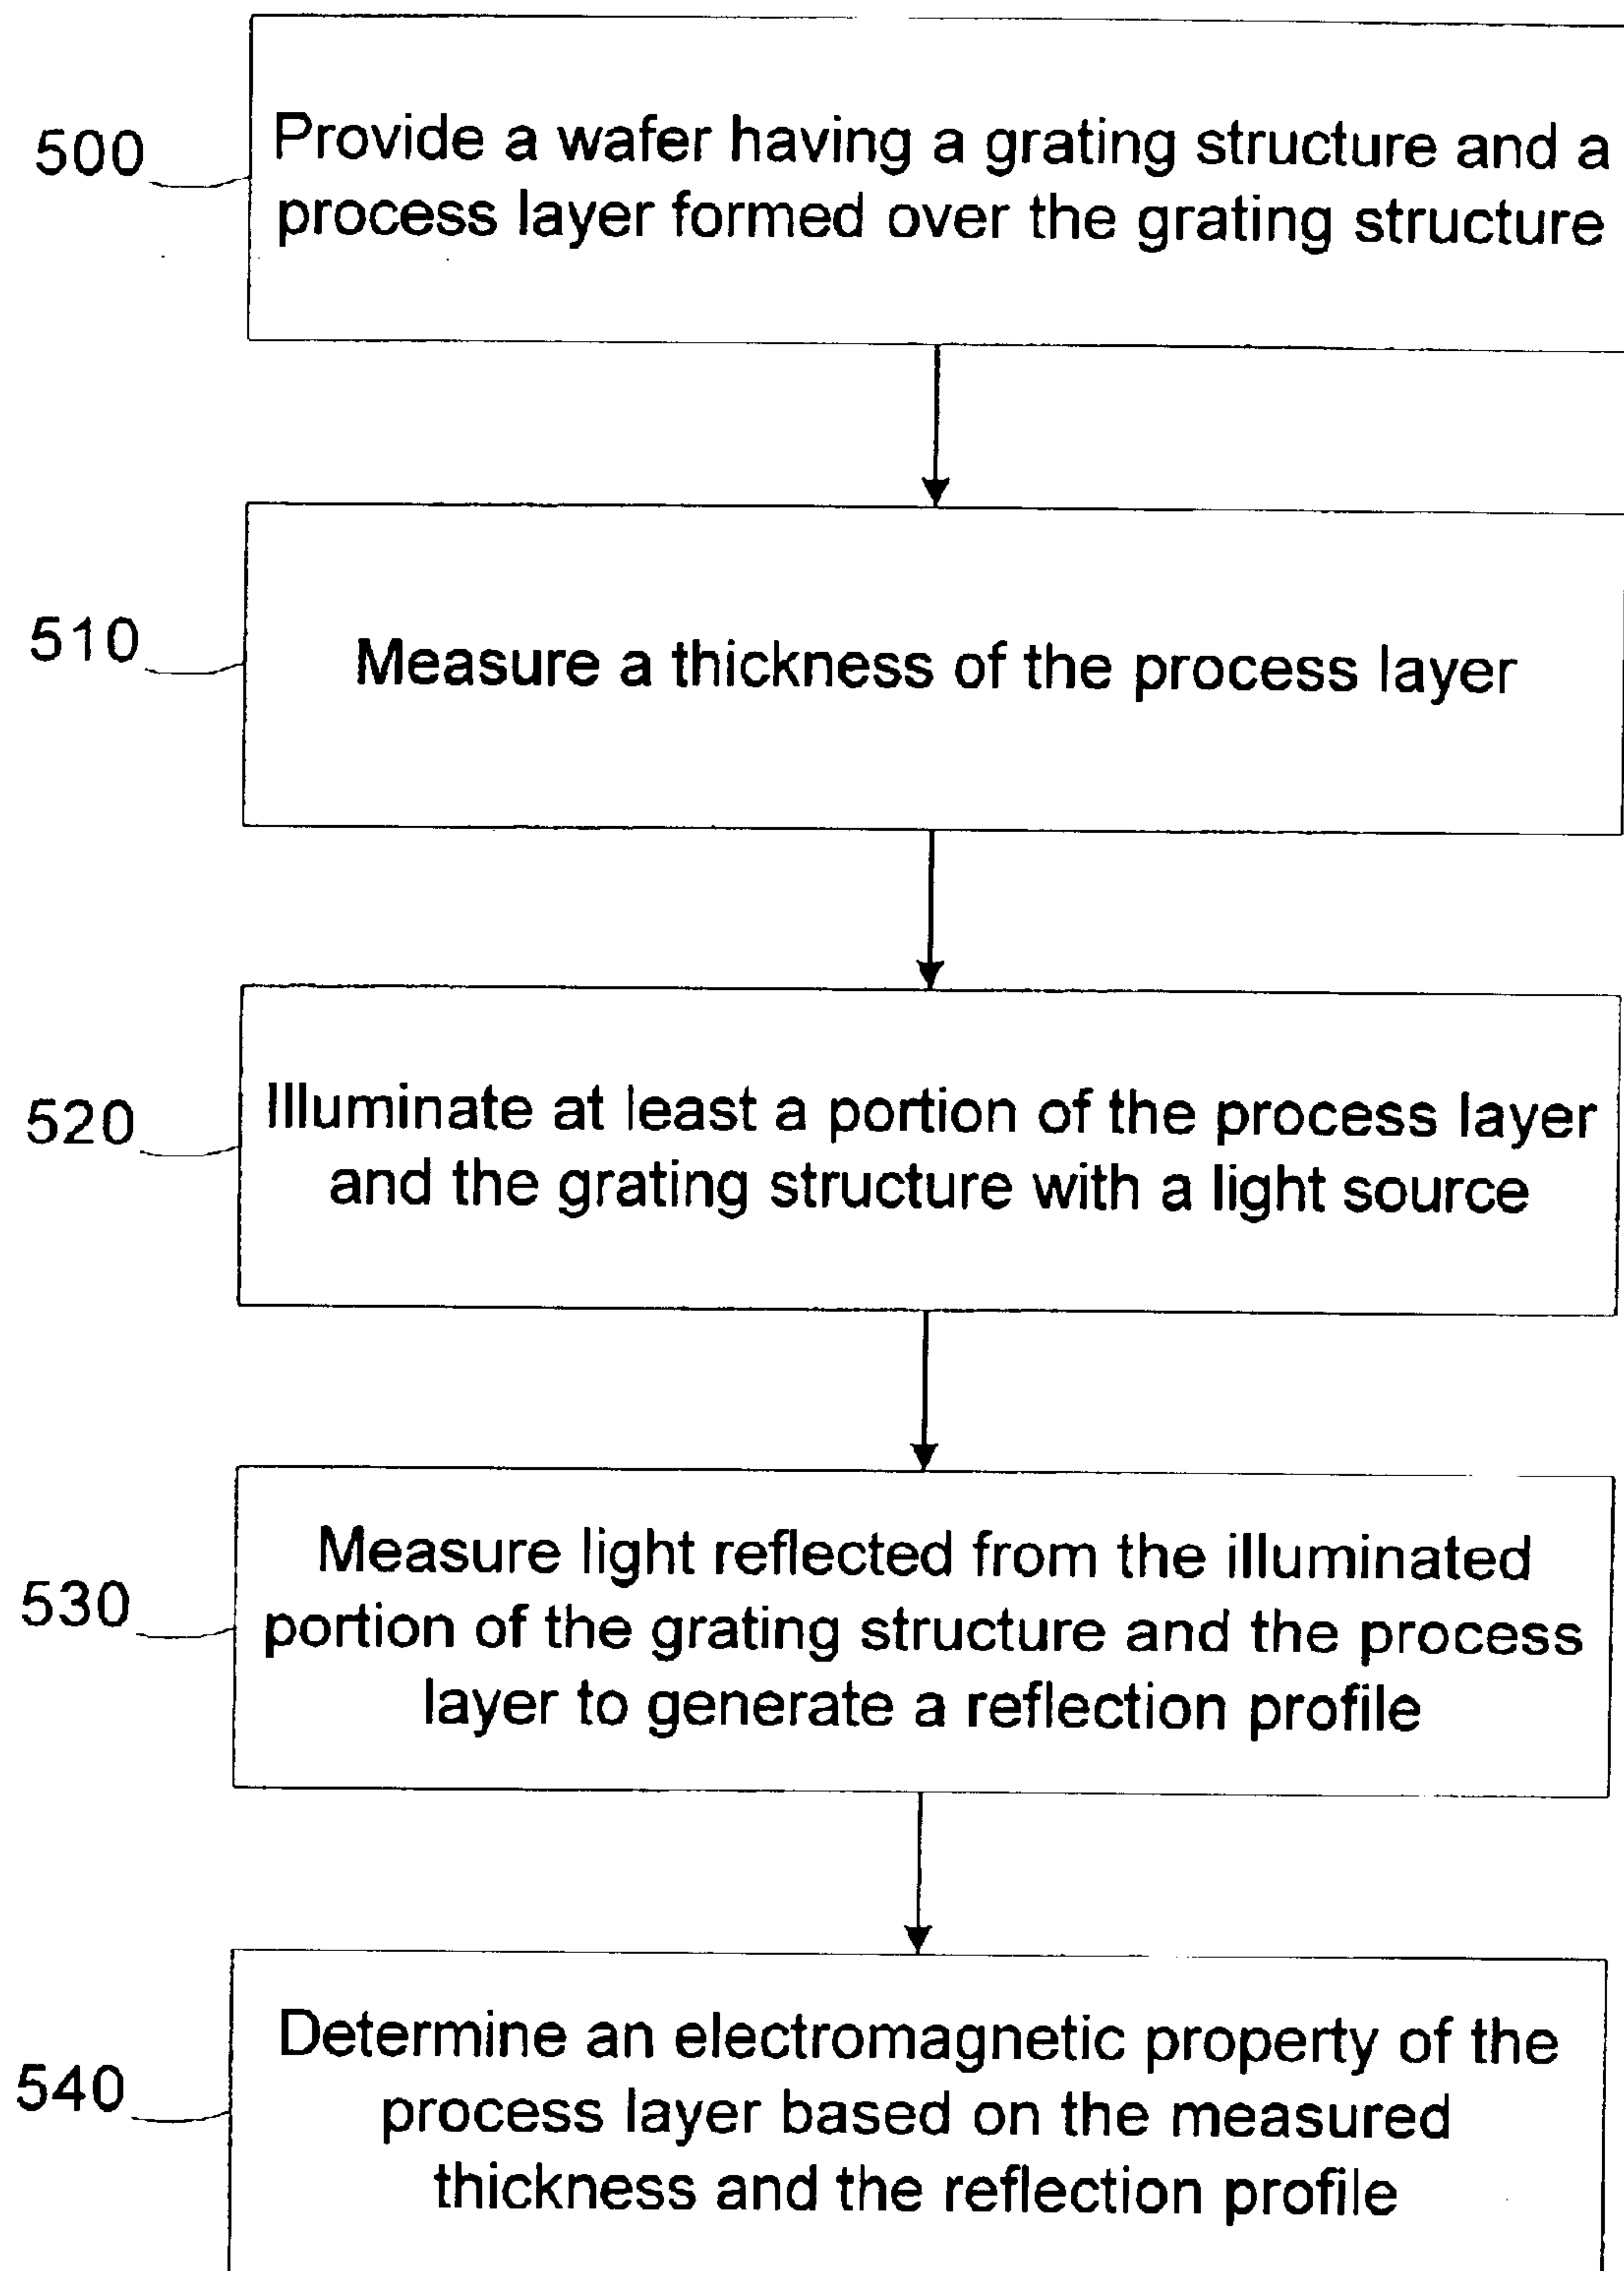 500
Provide a wafer having a grating structure and a
process layer formed over the grating structure
510
Measure a thickness of the process layer
520
Illuminate at least a portion of the process layer
and the grating structure with a light source
530
Measure light reflected from the illuminated
portion of the grating structure and the process
layer to generate a reflection profile
540
Determine an electromagnetic property of the
process layer based on the measured
thickness and the reflection profile